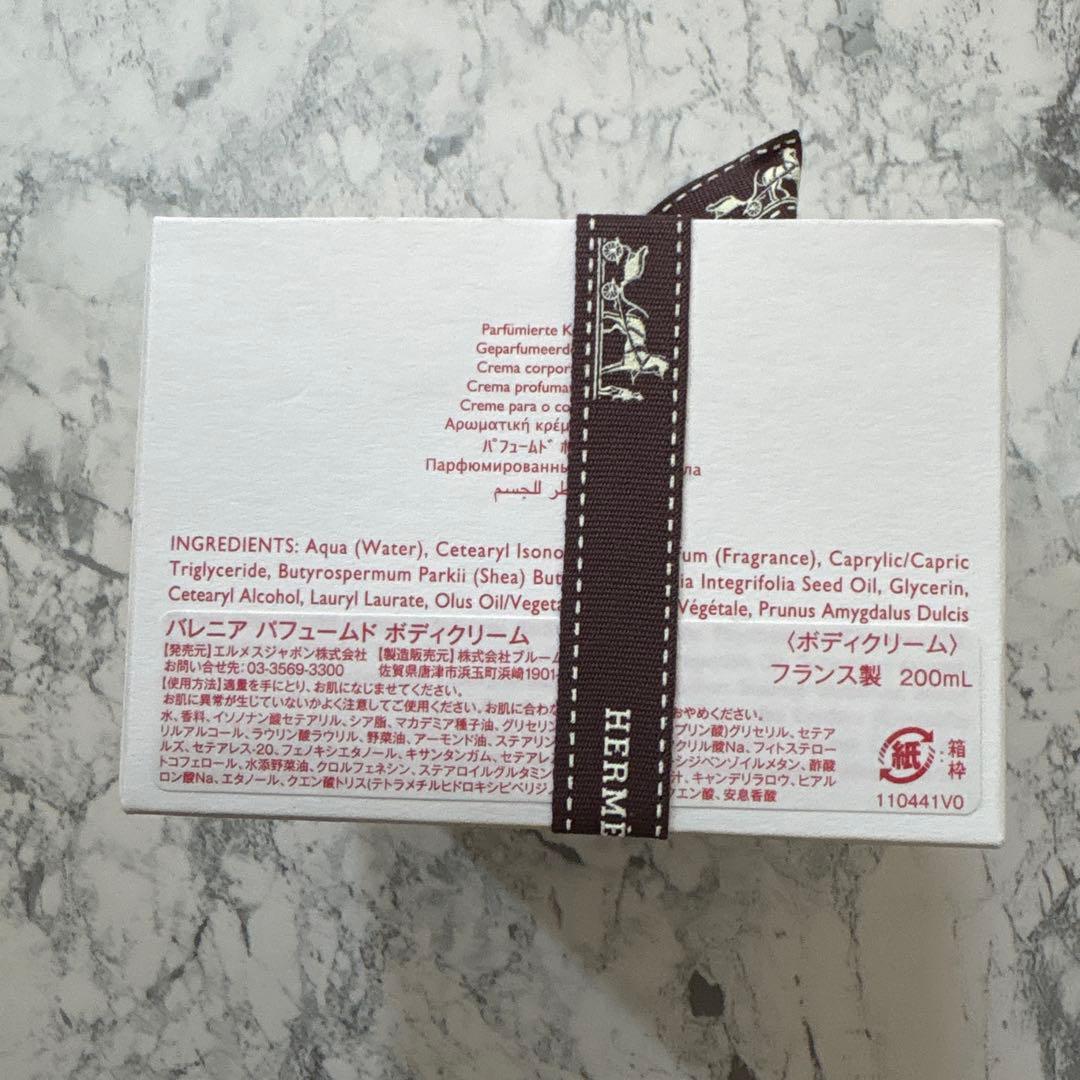 Parfümierte K
Geparfumeerde
Crema corpor
Crema profuma
Creme para o co
Αρωματική κρέμ
パフュームド ボ
Парфюмированны ла
طر للجسم
INGREDIENTS: Aqua (Water), Cetearyl Isono um (Fragrance), Caprylic/Capric
Triglyceride, Butyrospermum Parkii (Shea) But ia Integrifolia Seed Oil, Glycerin,
Cetearyl Alcohol, Lauryl Laurate, Olus Oil/Vegeta Végétale, Prunus Amygdalus Dulcis
バレニア パフュームド ボディクリーム 〈ボディクリーム〉
【発売元】エルメスジャポン株式会社 【製造販売元】株式会社ブルーム
フランス製 200mL
お問い合せ先:03-3569-3300 佐賀県唐津市浜玉町浜崎1901-
【使用方法】適量を手にとり、お肌になじませてください。
お肌に異常が生じていないかよく注意してご使用ください。お肌に合わな おやめください。
水、香料、イソノナン酸セテアリル、シア脂、マカデミア種子油、グリセリン プリン酸)グリセリル、セテア
リルアルコール、ラウリン酸ラウリル、野菜油、アーモンド油、ステアリン クリル酸Na、フィトステロー
ルズ、セテアレス-20、フェノキシエタノール、キサンタンガム、セテアレ シジベンゾイルメタン、酢酸
トコフェロール、水添野菜油、クロルフェネシン、ステアロイルグルタミン 汁、キャンデリラロウ、ヒアル
ロン酸Na、エタノール、クエン酸トリス(テトラメチルヒドロキシピペリジ クエン酸、安息香酸
紙 箱 枠
110441V0
HERMÈ